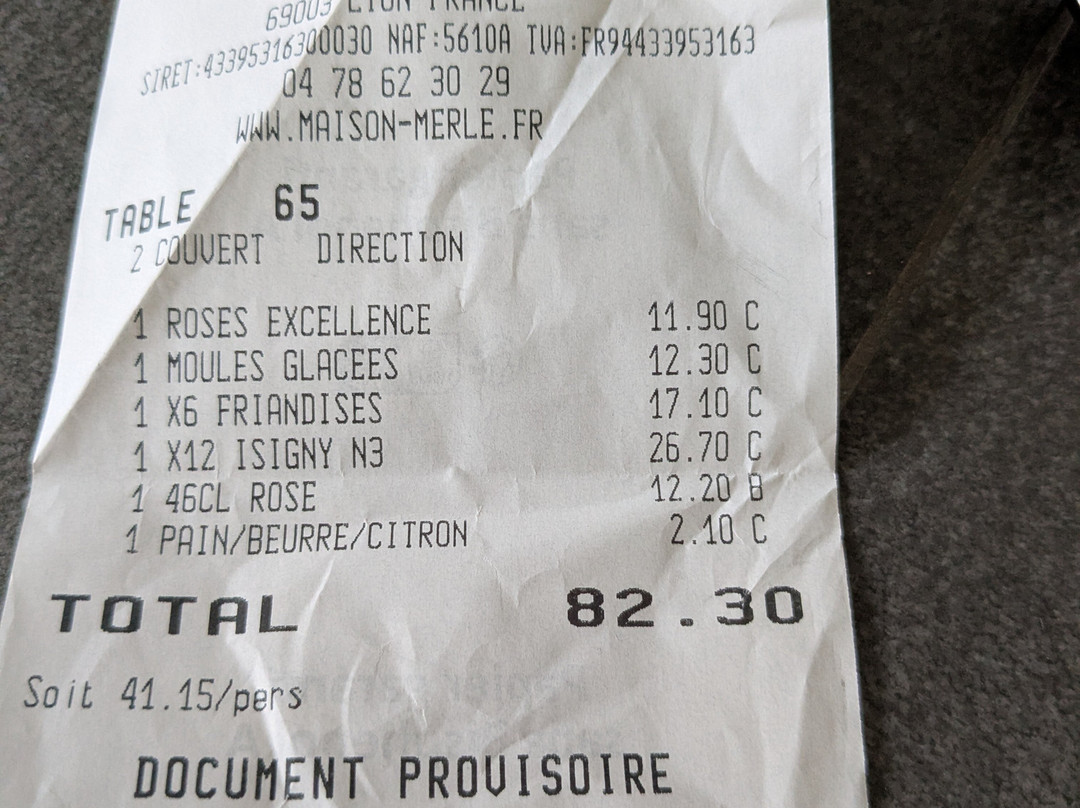 69003 LYON FRANCE
SIRET:43395316300030 NAF:5610A TVA:FR94433953163
04 78 62 30 29
WWW.MAISON-MERLE.FR
TABLE 65
2 COUVERT DIRECTION
1 ROSES EXCELLENCE 11.90 C
1 MOULES GLACEES 12.30 C
1 X6 FRIANDISES 17.10 C
1 X12 ISIGNY N3 26.70 C
1 46CL ROSE 12.20 B
1 PAIN/BEURRE/CITRON 2.10 C
TOTAL 82.30
Soit 41.15/pers
DOCUMENT PROVISOIRE